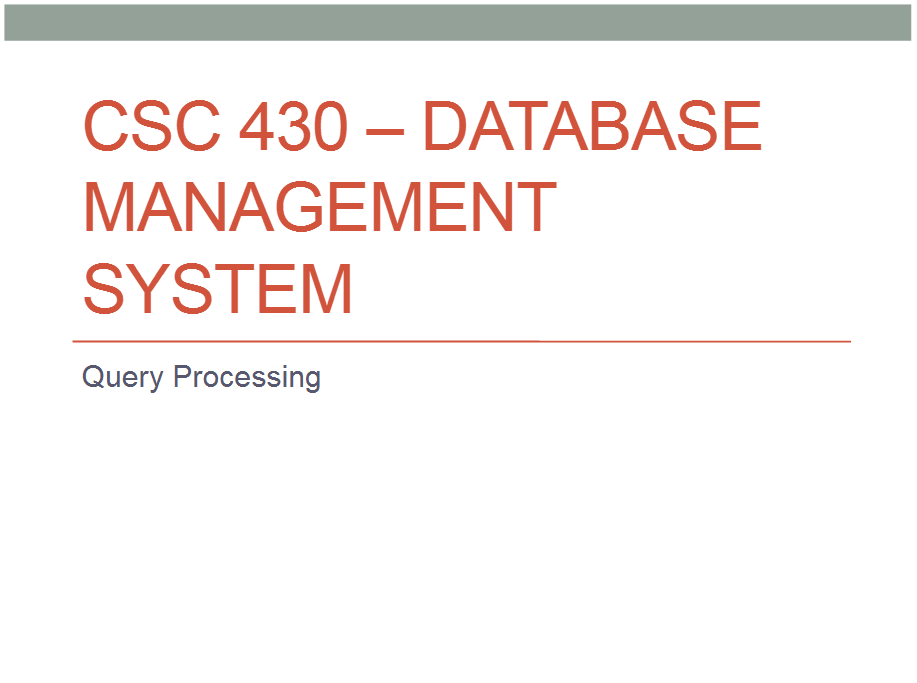 CSC 430 – DATABASE
MANAGEMENT
SYSTEM
Query Processing